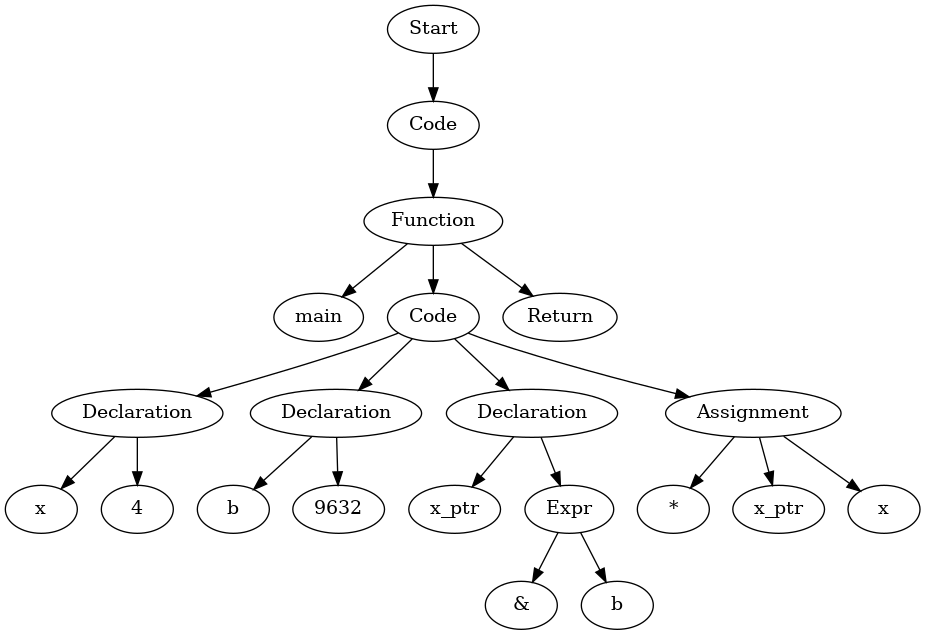 Start
Code
Function
main Code Return
Declaration Declaration Declaration Assignment
x 4 b 9632 x_ptr Expr * x_ptr x
& b